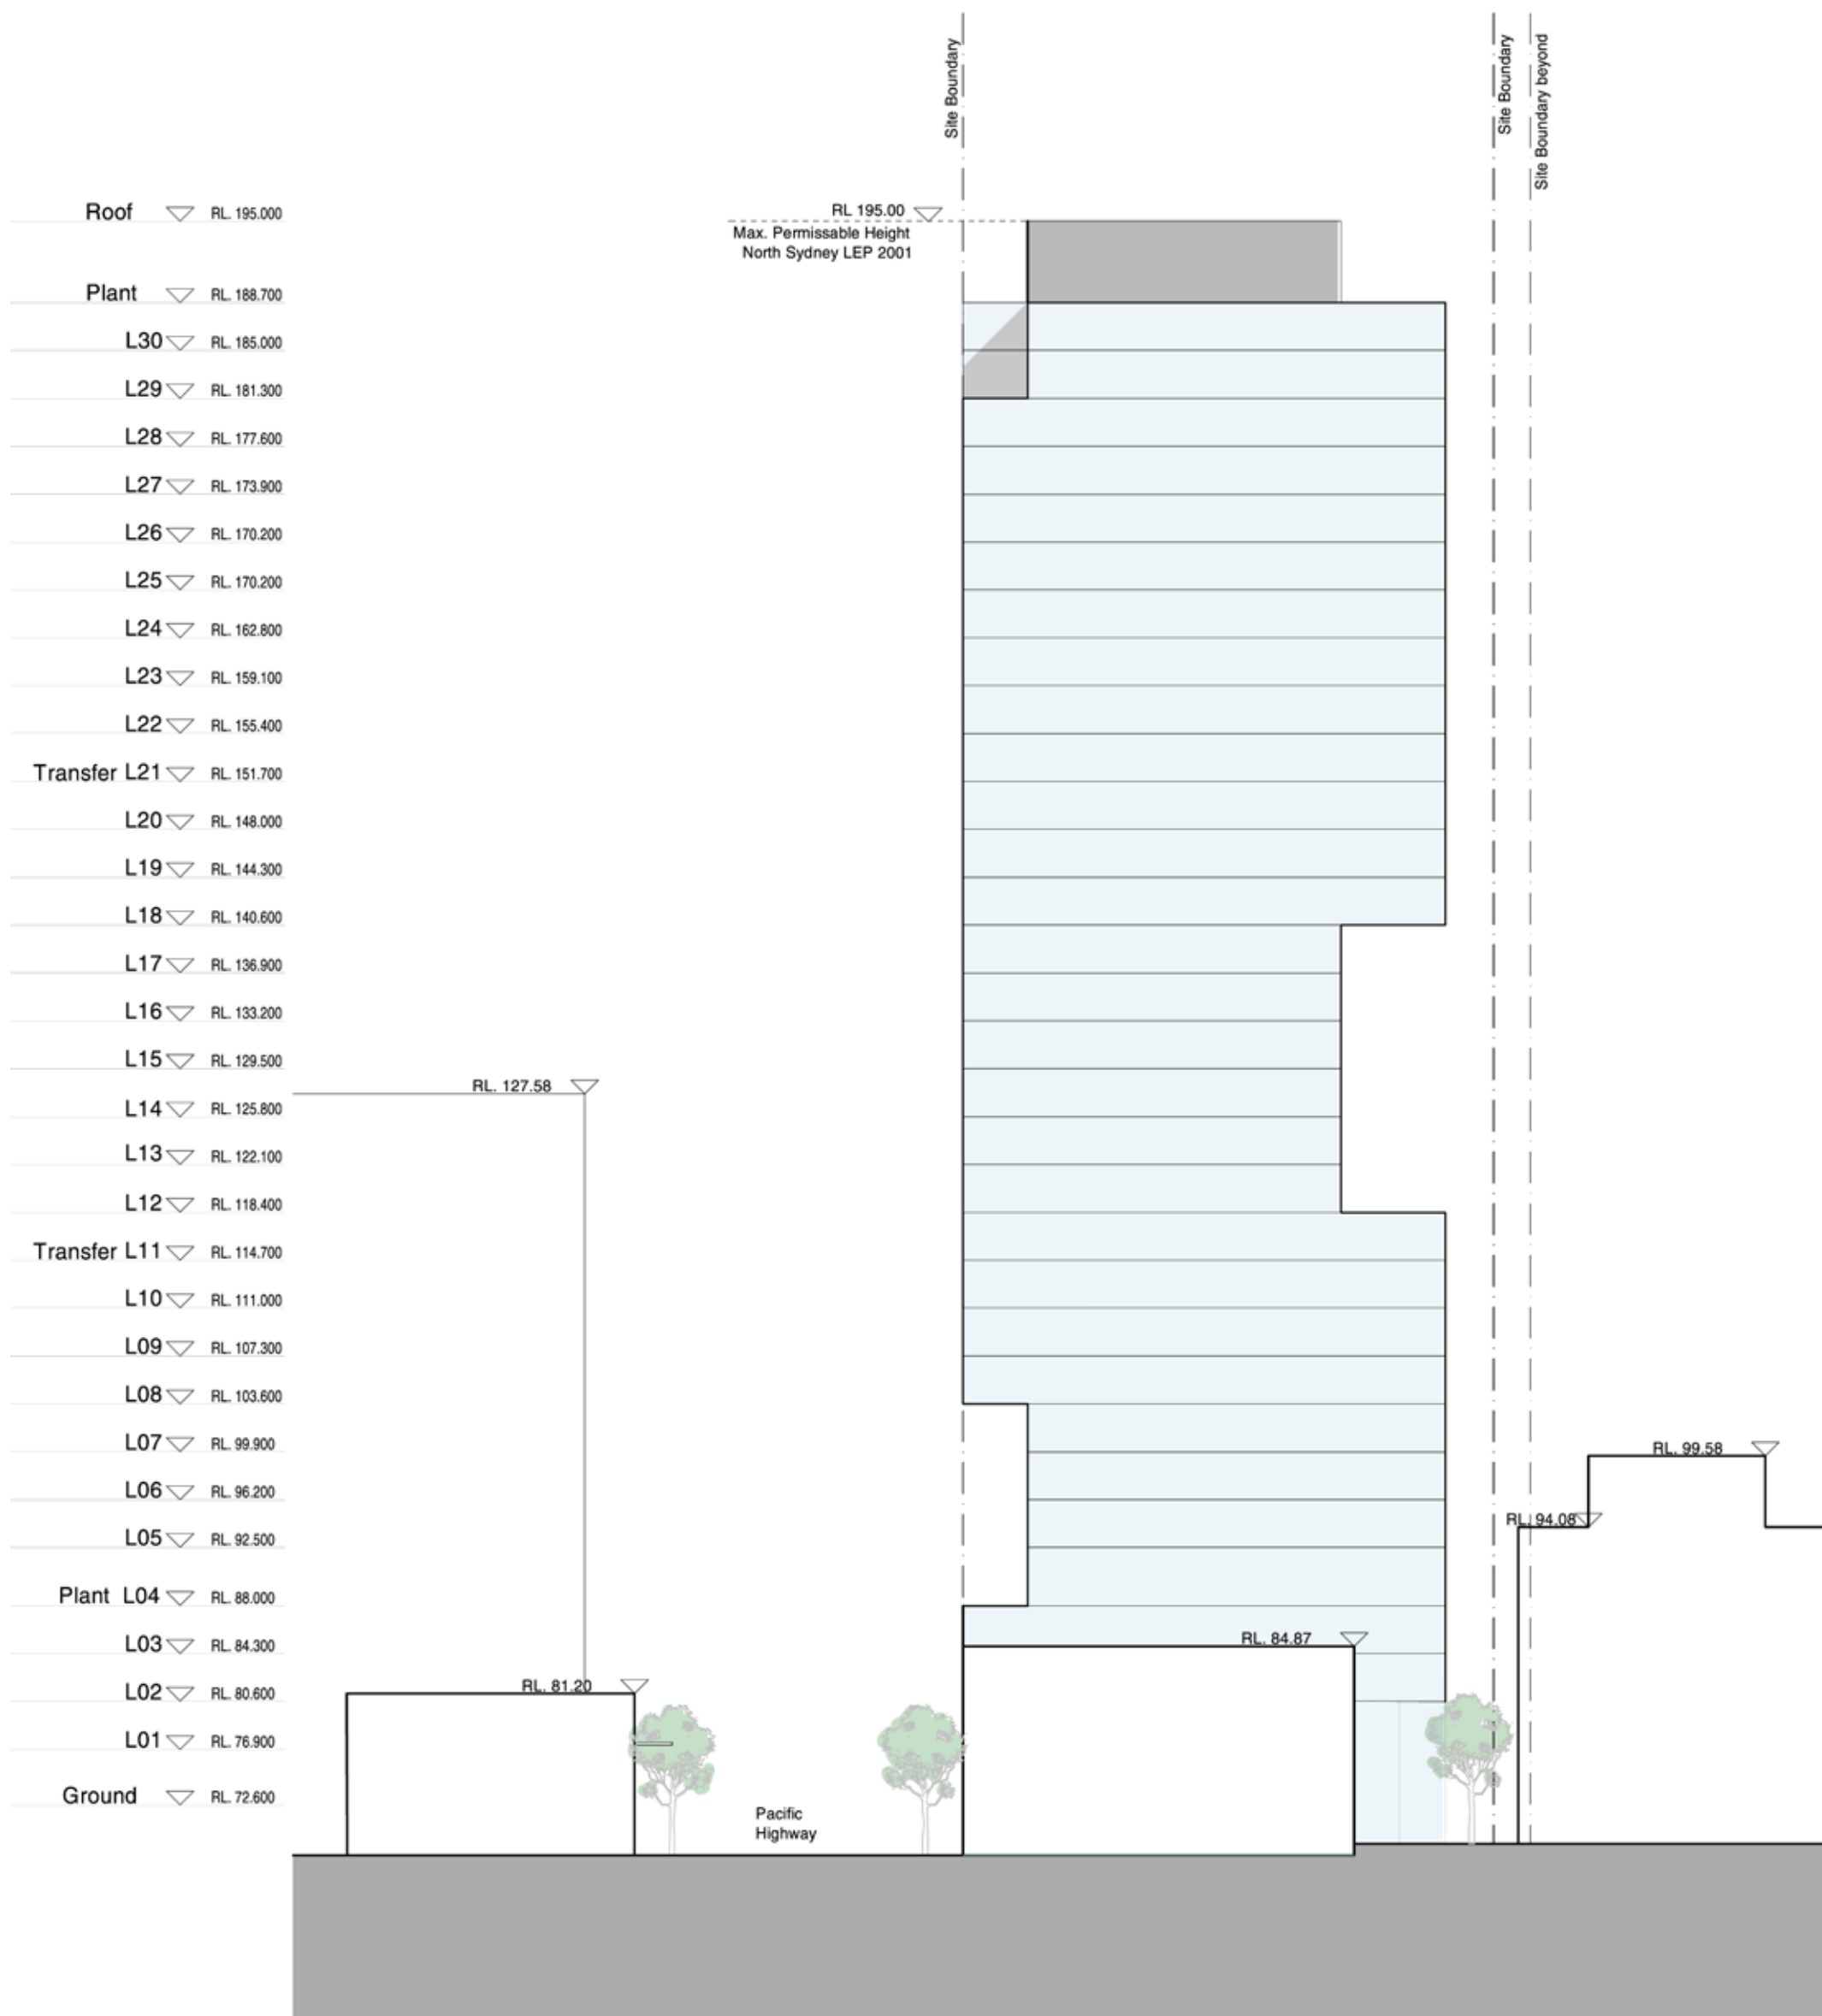 Site Boundary
Site Boundary
Site Boundary beyond
Roof RL. 195.000
RL 195.00
Max. Permissable Height
North Sydney LEP 2001
Plant RL. 188.700
L30 RL. 185.000
L29 RL. 181.300
L28 RL. 177.600
L27 RL. 173.900
L26 RL. 170.200
L25 RL. 170.200
L24 RL. 162.800
L23 RL. 159.100
L22 RL. 155.400
Transfer L21 RL. 151.700
L20 RL. 148.000
L19 RL. 144.300
L18 RL. 140.600
L17 RL. 136.900
L16 RL. 133.200
L15 RL. 129.500
RL. 127.58
L14 RL. 125.800
L13 RL. 122.100
L12 RL. 118.400
Transfer L11 RL. 114.700
L10 RL. 111.000
L09 RL. 107.300
L08 RL. 103.600
L07 RL. 99.900
RL. 99.58
L06 RL. 96.200
RL. 94.08
L05 RL. 92.500
Plant L04 RL. 88.000
L03 RL. 84.300
RL. 84.87
L02 RL. 80.600
RL. 81.20
L01 RL. 76.900
Ground RL. 72.600
Pacific
Highway